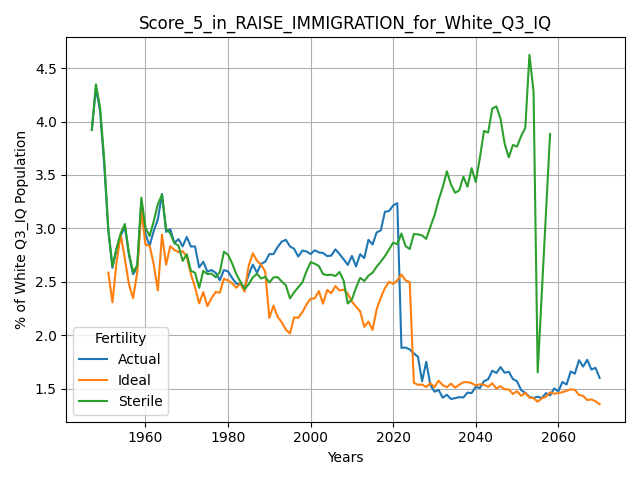 Score_5_in_RAISE_IMMIGRATION_for_White_Q3_IQ
% of White Q3_IQ Population
4.5
4.0
3.5
3.0
2.5
2.0
1.5
Fertility
Actual
Ideal
Sterile
1960
1980
2000
2020
2040
2060
Years